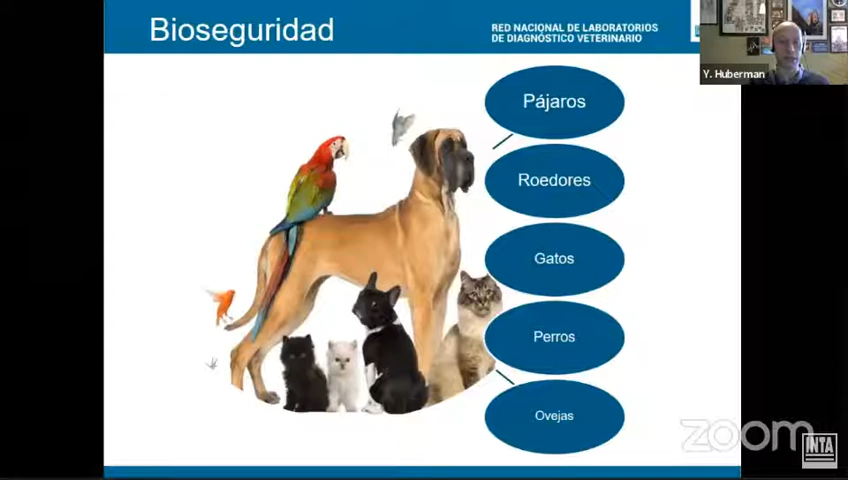 Bioseguridad
RED NACIONAL DE LABORATORIOS
DE DIAGNÓSTICO VETERINARIO
Y. Huberman
Pájaros
Roedores
Gatos
Perros
Ovejas
zoom
INTA